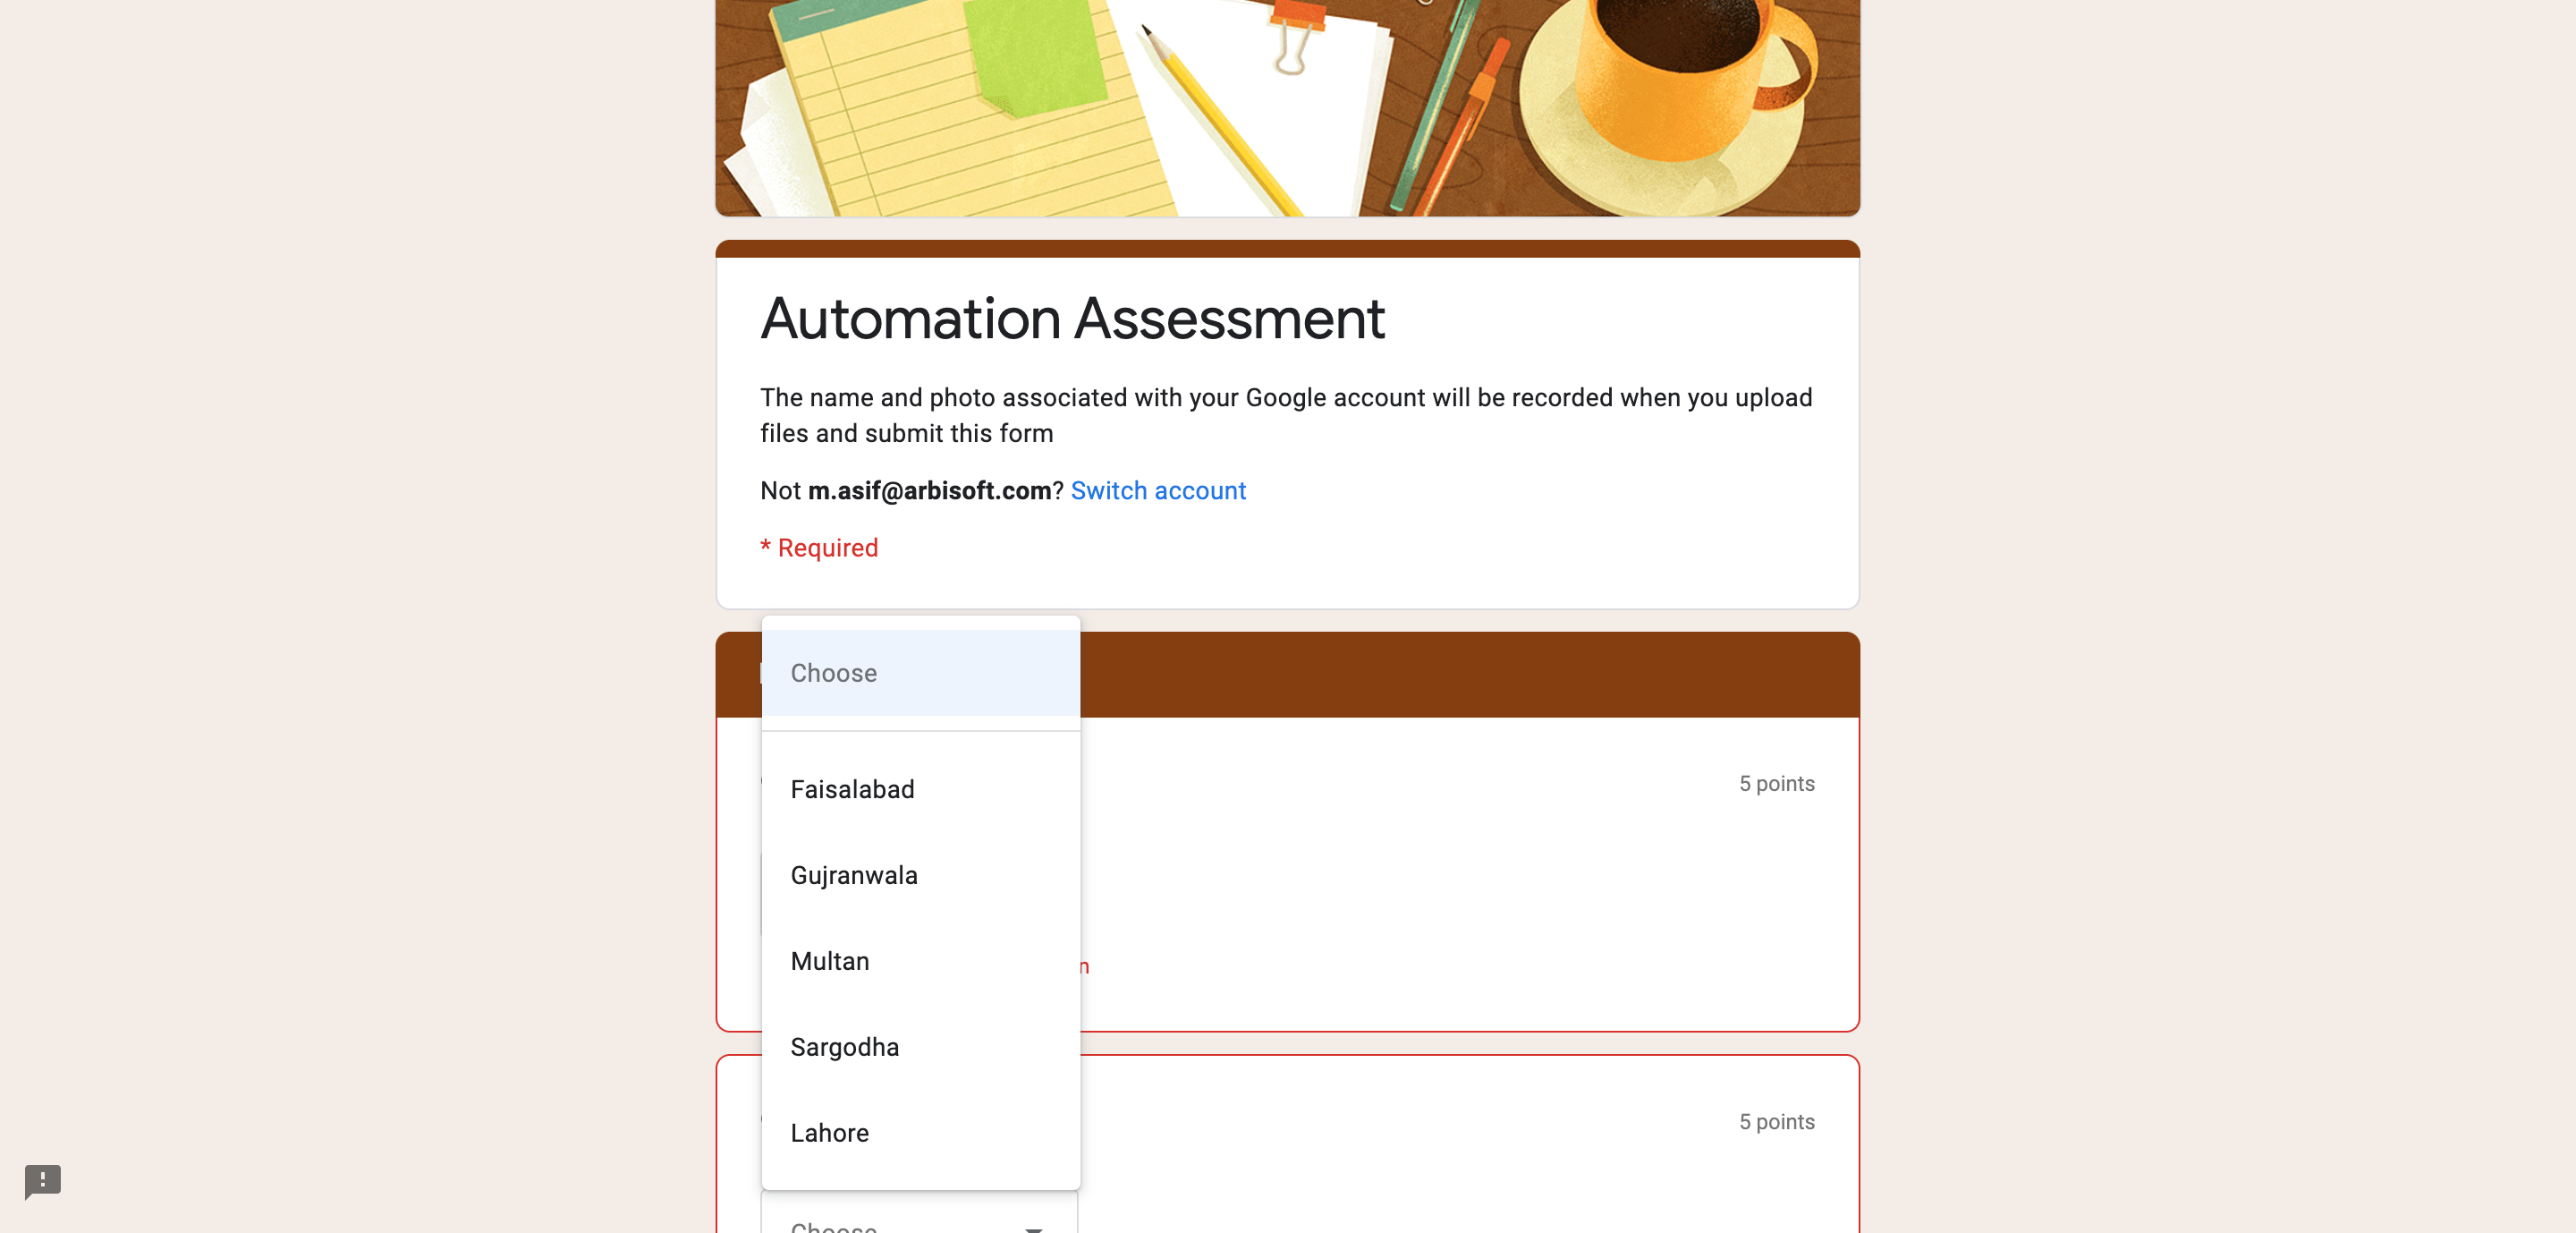 Automation Assessment
The name and photo associated with your Google account will be recorded when you upload
files and submit this form
Not m.asif@arbisoft.com? Switch account
* Required
Choose
Faisalabad
5 points
Gujranwala
Multan
Sargodha
Lahore
5 points
Choose